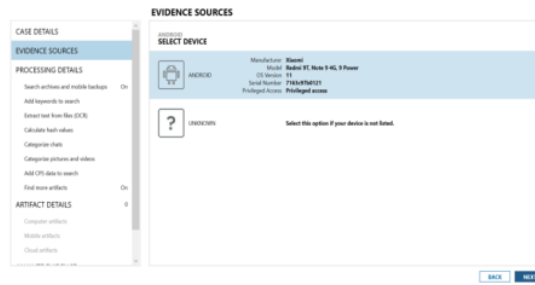 EVIDENCE SOURCES
CASE DETAILS
EVIDENCE SOURCES
PROCESSING DETAILS
Search archives and mobile backups On
Add keywords to search
Extract text from files (OCR)
Calculate hash values
Categorize chats
Categorize pictures and videos
Add CPS data to search
Find more artifacts On
ARTIFACT DETAILS 0
Computer artifacts
Mobile artifacts
Cloud artifacts
ANDROID
SELECT DEVICE
ANDROID
Manufacturer Xiaomi
Model Redmi 9T, Note 9 4G, 9 Power
OS Version 11
Serial Number 7163c97b0121
Privileged Access Privileged access
?
UNKNOWN
Select this option if your device is not listed.
BACK
NEXT